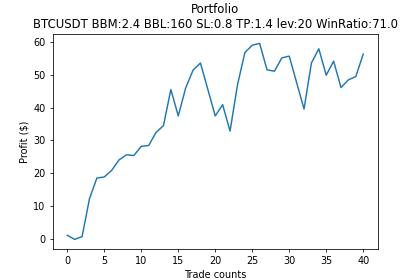 Portfolio
BTCUSDT BBM:2.4 BBL:160 SL:0.8 TP:1.4 lev:20 WinRatio:71.0
60
50
40
30
20
10
0
Profit ($)
0 5 10 15 20 25 30 35 40
Trade counts